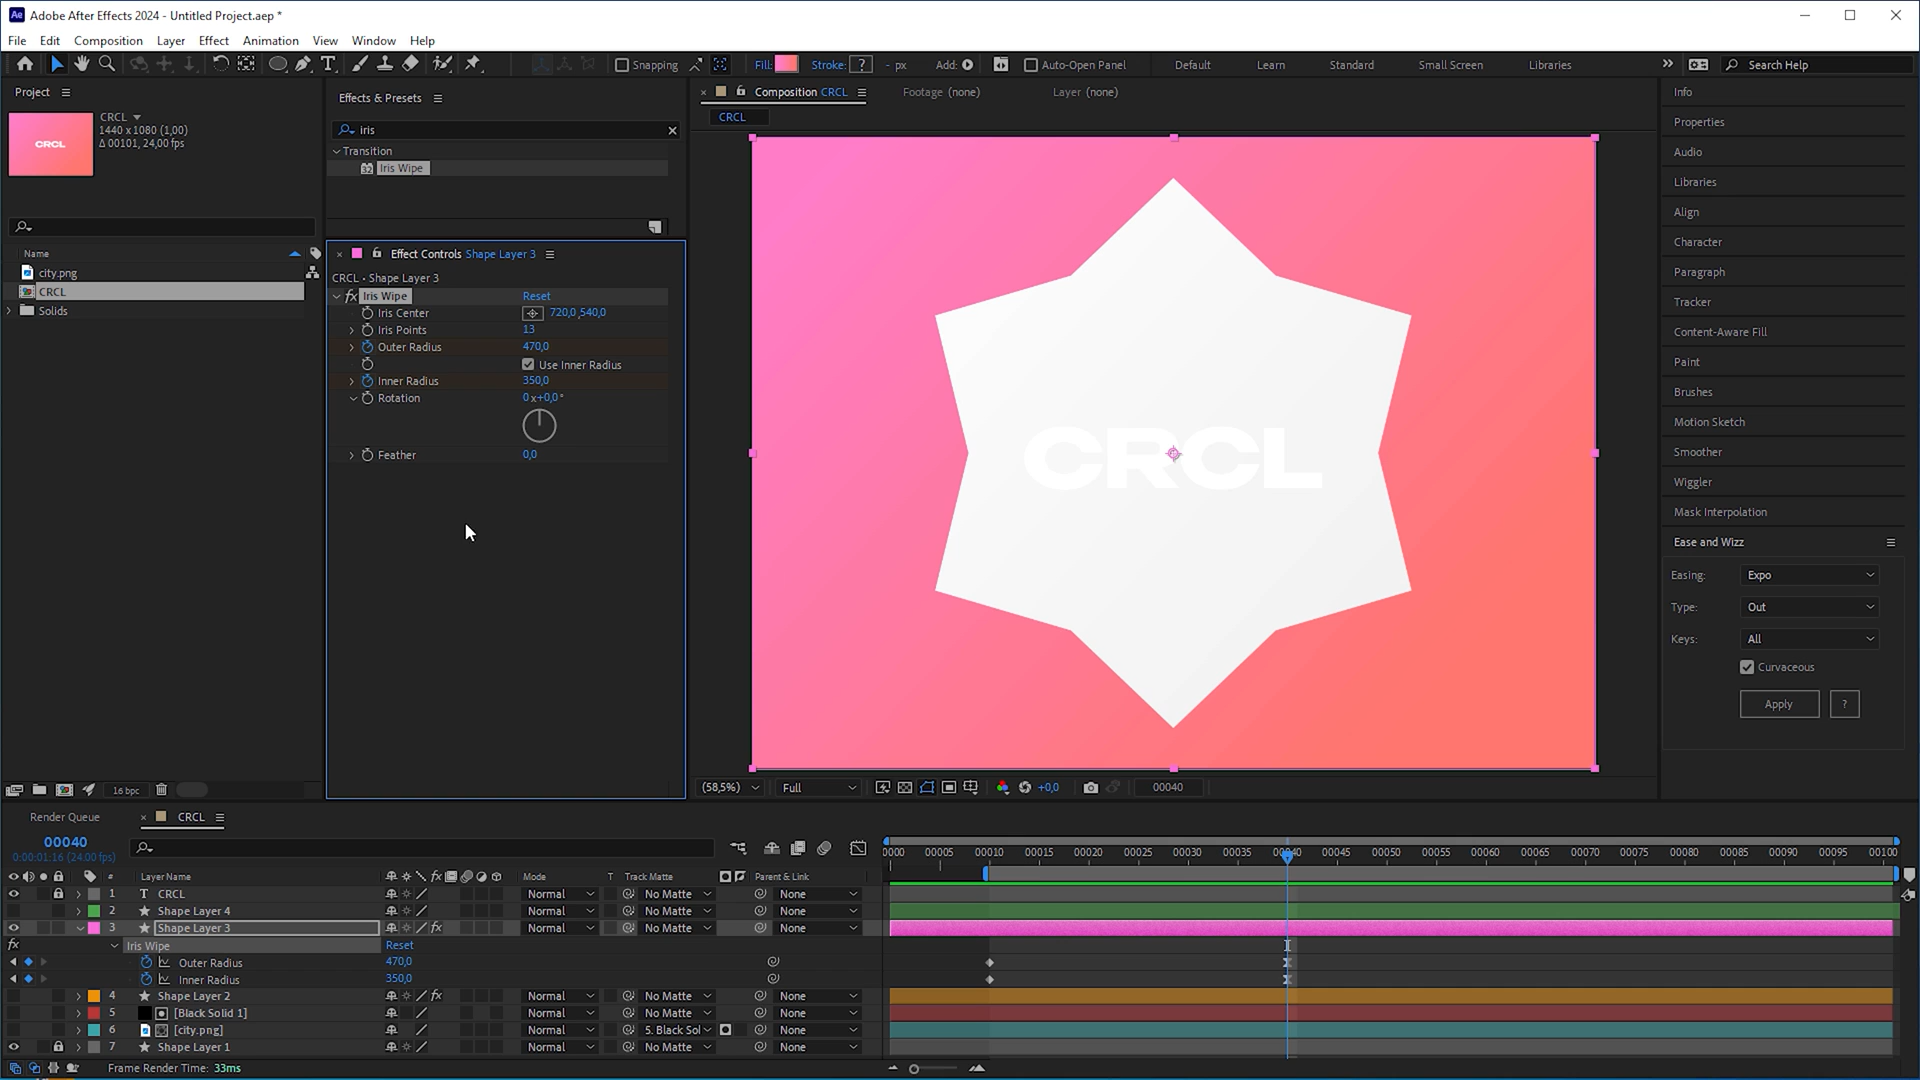 Ae Adobe After Effects 2024 - Untitled Project.aep *
File Edit Composition Layer Effect Animation View Window Help
Snapping Fill: Stroke: ? - px Add: Auto-Open Panel Default Learn Standard Small Screen Libraries Search Help
Project
CRCL
1440 x 1080 (1,00)
Δ 00101, 24,00 fps
CRCL
Name
city.png
CRCL
Solids
16 bpc
Effects & Presets
iris
Transition
32 Iris Wipe
Effect Controls Shape Layer 3
CRCL • Shape Layer 3
fx Iris Wipe Reset
Iris Center 720,0,540,0
Iris Points 13
Outer Radius 470,0
Use Inner Radius
Inner Radius 350,0
Rotation 0x+0,0°
Feather 0,0
Composition CRCL Footage (none) Layer (none)
CRCL
CRCL
(58,5%) Full +0,0 00040
Info
Properties
Audio
Libraries
Align
Character
Paragraph
Tracker
Content-Aware Fill
Paint
Brushes
Motion Sketch
Smoother
Wiggler
Mask Interpolation
Ease and Wizz
Easing: Expo
Type: Out
Keys: All
Curvaceous
Apply ?
Render Queue CRCL
00040
0:00:01:16 (24.00 fps)
0000 00005 00010 00015 00020 00025 00030 00035 00040 00045 00050 00055 00060 00065 00070 00075 00080 00085 00090 00095 00100
# Layer Name fx Mode T Track Matte Parent & Link
1 T CRCL Normal No Matte None
2 Shape Layer 4 Normal No Matte None
3 Shape Layer 3 fx Normal No Matte None
fx Iris Wipe Reset
Outer Radius 470,0
Inner Radius 350,0
4 Shape Layer 2 fx Normal No Matte None
5 [Black Solid 1] Normal No Matte None
6 [city.png] Normal 5. Black Sol None
7 Shape Layer 1 Normal No Matte None
Frame Render Time: 33ms